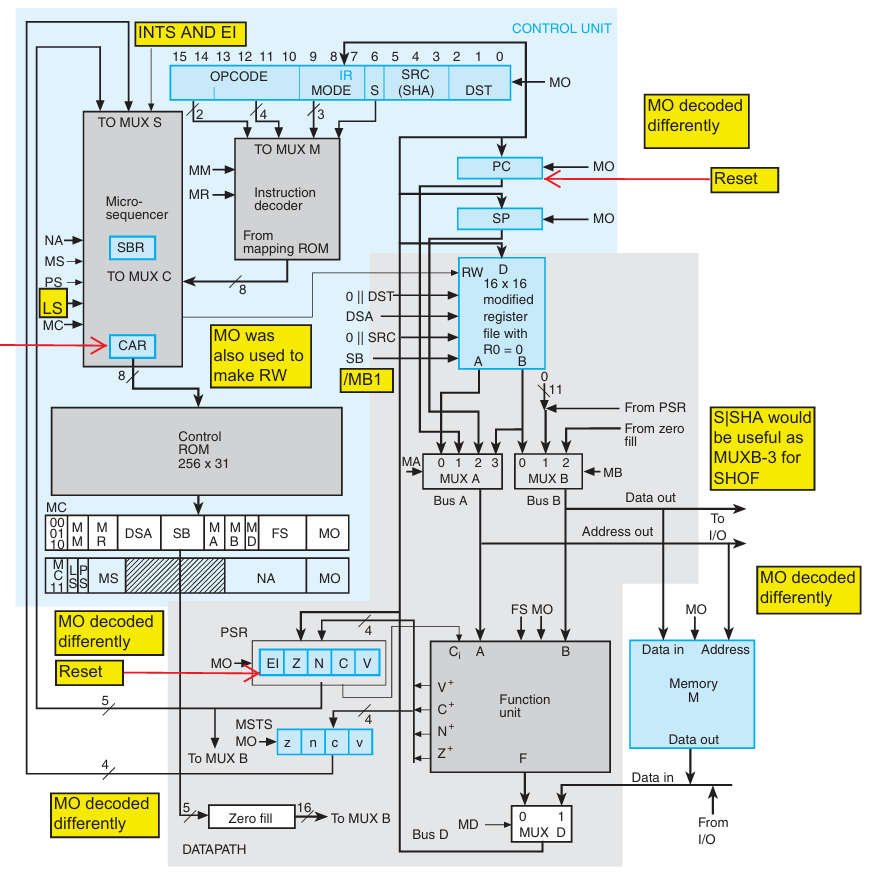 CONTROL UNIT
INTS AND EI
15 14 13 12 11 10 9 8 7 6 5 4 3 2 1 0
OPCODE
IR
MODE
S
SRC
(SHA)
DST
MO
2
4
3
TO MUX S
TO MUX M
MM
MR
Instruction
decoder
From
mapping ROM
8
Micro-
sequencer
SBR
TO MUX C
NA
MS
PS
LS
MC
CAR
8
MO decoded
differently
PC
MO
Reset
SP
MO
RW
D
16 x 16
modified
register
file with
R0 = 0
A
B
0 || DST
DSA
0 || SRC
SB
/MB1
MO was
also used to
make RW
0
11
From PSR
From zero
fill
S|SHA would
be useful as
MUXB-3 for
SHOF
MA
0 1 2 3
MUX A
0 1 2
MUX B
MB
Bus A
Bus B
Data out
To
I/O
Address out
Control
ROM
256 x 31
MC
00
01
10
M
M
M
R
DSA
SB
M
A
M
B
M
D
FS
MO
M
C
11
L
S
P
S
MS
NA
MO
MO decoded
differently
MO decoded
differently
Reset
PSR
MO
EI Z N C V
4
5
To MUX B
MSTS
MO
z n c v
4
4
FS MO
Ci
A
B
V+
C+
N+
Z+
Function
unit
F
MO
Data in
Address
Memory
M
Data out
Data in
From
I/O
MO decoded
differently
5
Zero fill
16
To MUX B
MD
0 1
MUX D
Bus D
DATAPATH